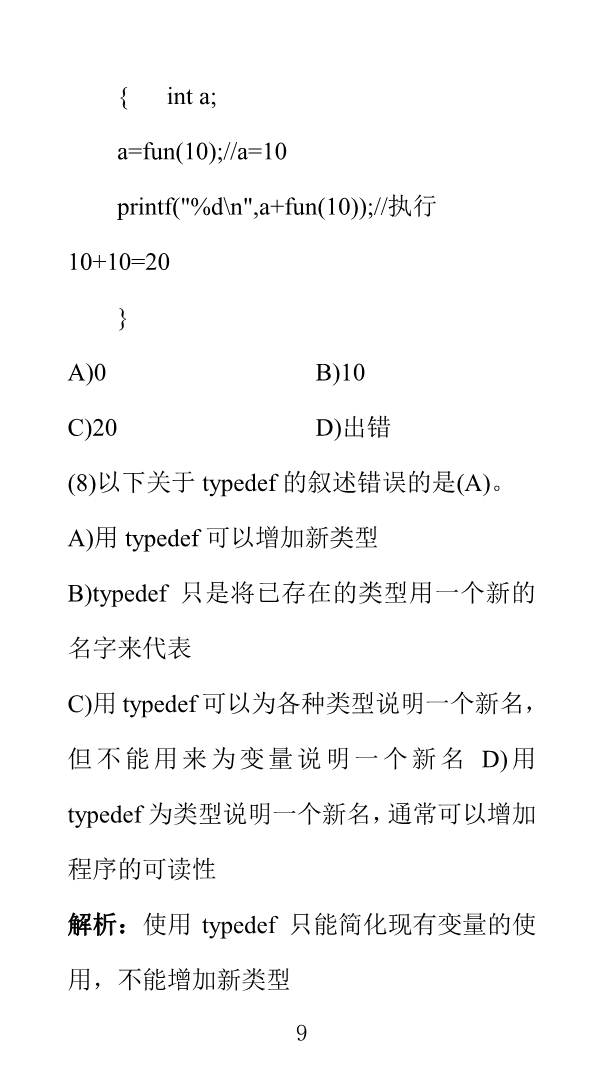 { int a;
a=fun(10);//a=10
printf("%d\n",a+fun(10));//执行
10+10=20
}
A)0 B)10
C)20 D)出错
(8)以下关于 typedef 的叙述错误的是(A)。
A)用 typedef 可以增加新类型
B)typedef 只是将已存在的类型用一个新的
名字来代表
C)用 typedef 可以为各种类型说明一个新名，
但不能用来为变量说明一个新名 D)用
typedef 为类型说明一个新名，通常可以增加
程序的可读性
解析：使用 typedef 只能简化现有变量的使
用，不能增加新类型
9